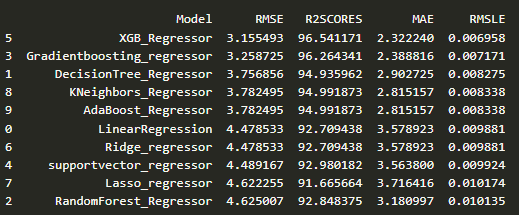 Model RMSE R2SCORES MAE RMSLE
5 XGB_Regressor 3.155493 96.541171 2.322240 0.006958
3 Gradientboosting_regressor 3.258725 96.264341 2.388816 0.007171
1 DecisionTree_Regressor 3.756856 94.935962 2.902725 0.008275
8 KNeighbors_Regressor 3.782495 94.991873 2.815157 0.008338
9 AdaBoost_Regressor 3.782495 94.991873 2.815157 0.008338
0 LinearRegression 4.478533 92.709438 3.578923 0.009881
6 Ridge_regressor 4.478533 92.709438 3.578923 0.009881
4 supportvector_regressor 4.489167 92.980182 3.563800 0.009924
7 Lasso_regressor 4.622255 91.665664 3.716416 0.010174
2 RandomForest_Regressor 4.625007 92.848375 3.180997 0.010135